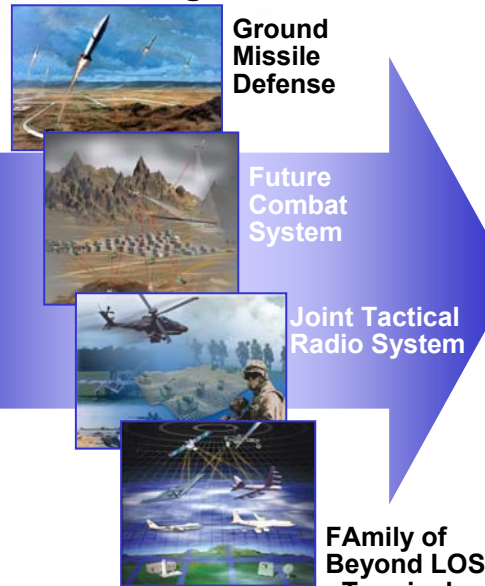 Ground
Missile
Defense
Future
Combat
System
Joint Tactical
Radio System
FAmily of
Beyond LOS